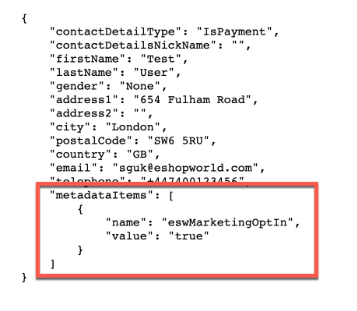 {
"contactDetailType": "IsPayment",
"contactDetailsNickName": "",
"firstName": "Test",
"lastName": "User",
"gender": "None",
"address1": "654 Fulham Road",
"address2": "",
"city": "London",
"postalCode": "SW6 5RU",
"country": "GB",
"email": "sguk@eshopworld.com",
"telephone": "+447400123456",
"metadataItems": [
{
"name": "eswMarketingOptIn",
"value": "true"
}
]
}